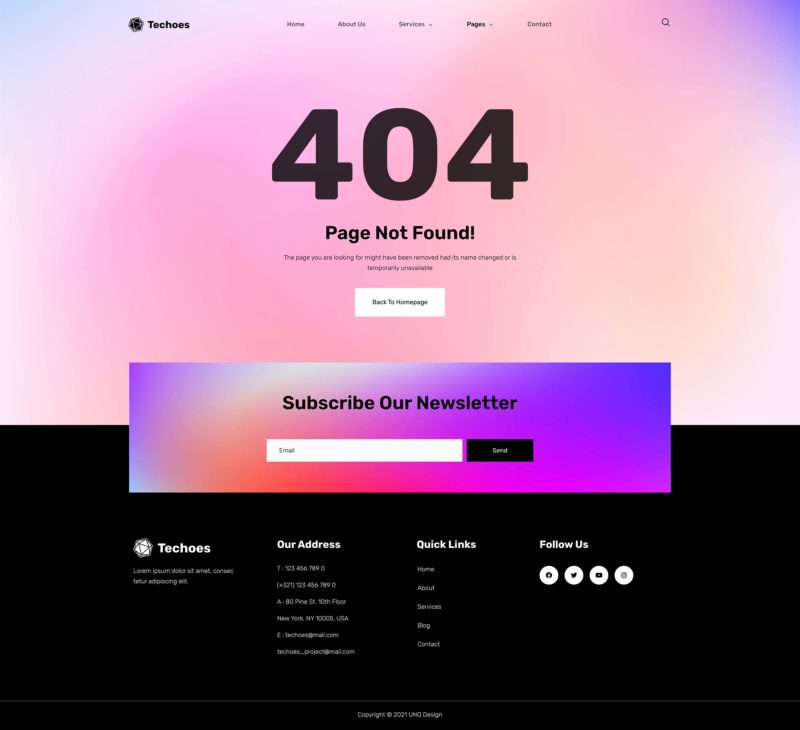 Techoes
Home
About Us
Services
Pages
Contact
404
Page Not Found!
The page you are looking for might have been removed had its name changed or is
temporarily unavailable
Back To Homepage
Subscribe Our Newsletter
Email
Send
Techoes
Lorem ipsum dolor sit amet, consec
tetur adipiscing elit.
Our Address
T : 123 456 789 0
(+321) 123 456 789 0
A : 80 Pine St. 10th Floor
New York, NY 10005, USA
E : techoes@mail.com
techoes_project@mail.com
Quick Links
Home
About
Services
Blog
Contact
Follow Us
Copyright © 2021 UNQ Design